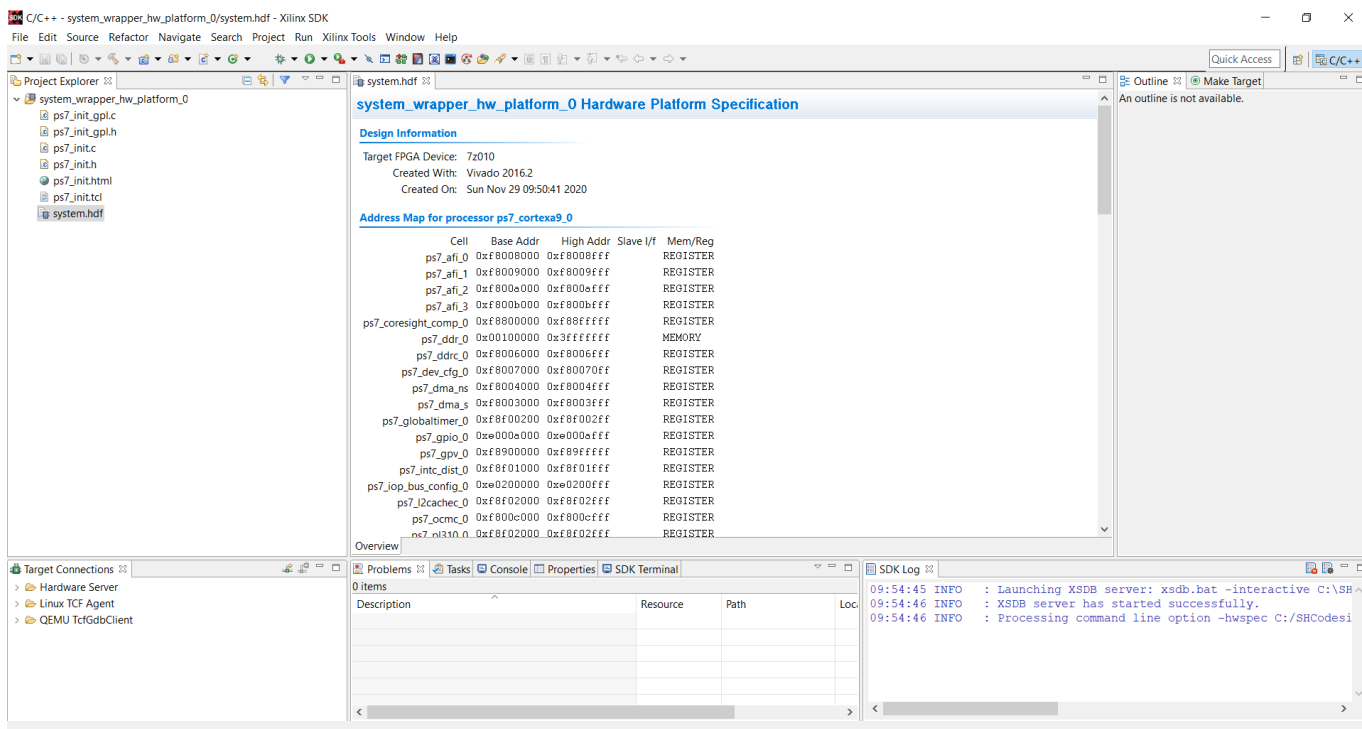 SDK C/C++ - system_wrapper_hw_platform_0/system.hdf - Xilinx SDK
File Edit Source Refactor Navigate Search Project Run Xilinx Tools Window Help
Quick Access C/C++
Project Explorer
system_wrapper_hw_platform_0
ps7_init_gpl.c
ps7_init_gpl.h
ps7_init.c
ps7_init.h
ps7_init.html
ps7_init.tcl
system.hdf
system.hdf
system_wrapper_hw_platform_0 Hardware Platform Specification
Design Information
Target FPGA Device: 7z010
Created With: Vivado 2016.2
Created On: Sun Nov 29 09:50:41 2020
Address Map for processor ps7_cortexa9_0
Cell Base Addr High Addr Slave I/f Mem/Reg
ps7_afi_0 0xf8008000 0xf8008fff REGISTER
ps7_afi_1 0xf8009000 0xf8009fff REGISTER
ps7_afi_2 0xf800a000 0xf800afff REGISTER
ps7_afi_3 0xf800b000 0xf800bfff REGISTER
ps7_coresight_comp_0 0xf8800000 0xf88fffff REGISTER
ps7_ddr_0 0x00100000 0x3fffffff MEMORY
ps7_ddrc_0 0xf8006000 0xf8006fff REGISTER
ps7_dev_cfg_0 0xf8007000 0xf80070ff REGISTER
ps7_dma_ns 0xf8004000 0xf8004fff REGISTER
ps7_dma_s 0xf8003000 0xf8003fff REGISTER
ps7_globaltimer_0 0xf8f00200 0xf8f002ff REGISTER
ps7_gpio_0 0xe000a000 0xe000afff REGISTER
ps7_gpv_0 0xf8900000 0xf89fffff REGISTER
ps7_intc_dist_0 0xf8f01000 0xf8f01fff REGISTER
ps7_iop_bus_config_0 0xe0200000 0xe0200fff REGISTER
ps7_l2cachec_0 0xf8f02000 0xf8f02fff REGISTER
ps7_ocmc_0 0xf800c000 0xf800cfff REGISTER
ps7_pl310_0 0xf8f02000 0xf8f02fff REGISTER
Overview
Outline Make Target
An outline is not available.
Target Connections
Hardware Server
Linux TCF Agent
QEMU TcfGdbClient
Problems Tasks Console Properties SDK Terminal
0 items
Description Resource Path Loc
SDK Log
09:54:45 INFO : Launching XSDB server: xsdb.bat -interactive C:\SH
09:54:46 INFO : XSDB server has started successfully.
09:54:46 INFO : Processing command line option -hwspec C:/SHCodesi